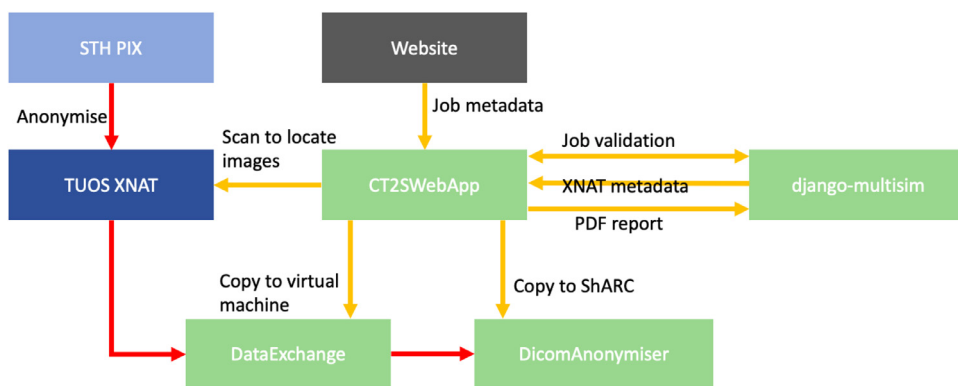 STH PIX
Website
Anonymise
Job metadata
Scan to locate
images
Job validation
TUOS XNAT
CT2SWebApp
XNAT metadata
django-multisim
PDF report
Copy to virtual
machine
Copy to ShARC
DataExchange
DicomAnonymiser